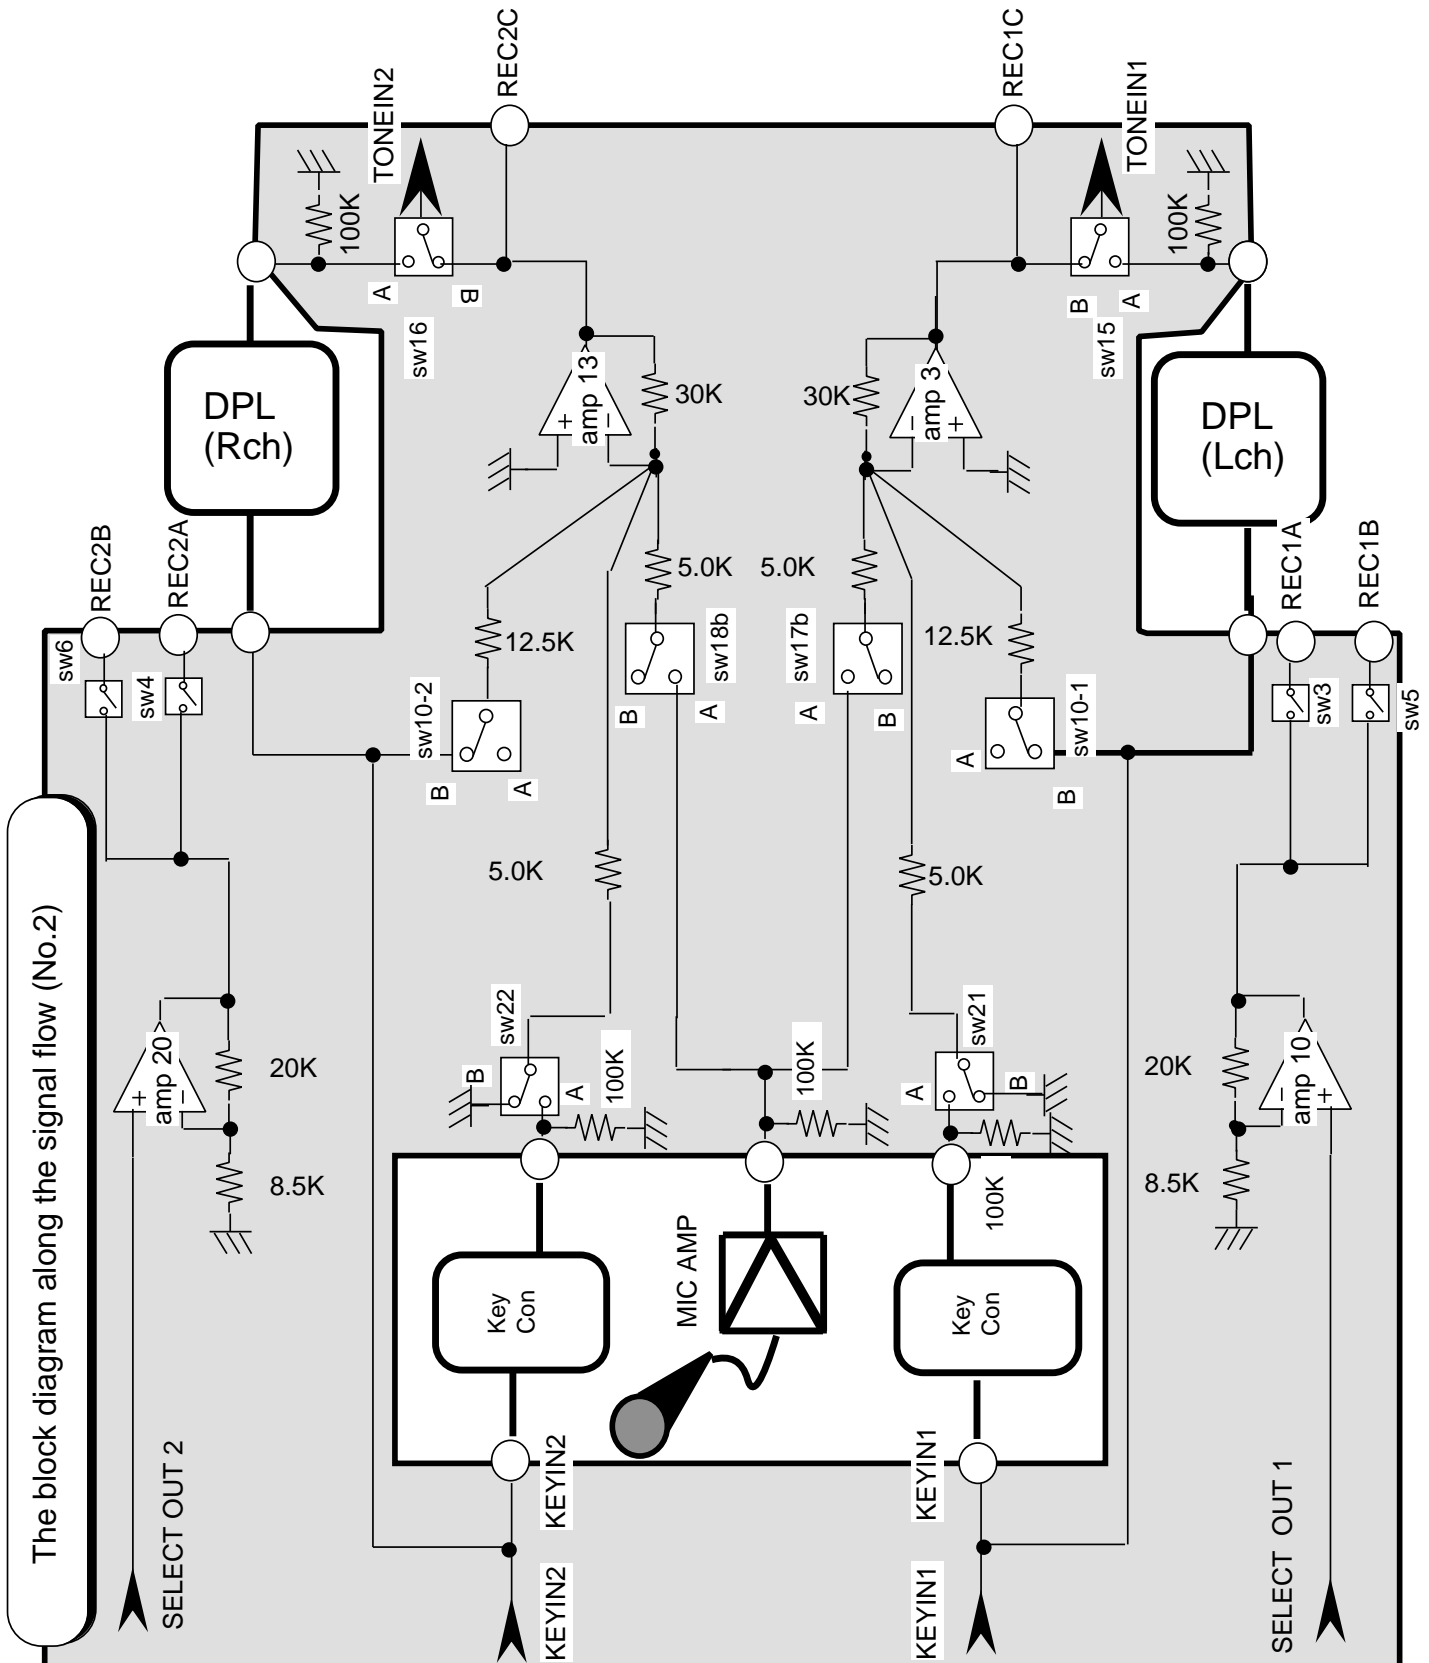 The block diagram along the signal flow (No.2)
REC2C
REC1C
TONEIN2
TONEIN1
100K
100K
A
B
B
A
sw16
sw15
DPL
(Rch)
amp 13
+
−
30K
30K
amp 3
−
+
DPL
(Lch)
REC2B
REC2A
REC1A
REC1B
5.0K
5.0K
sw6
sw4
12.5K
sw18b
sw17b
12.5K
sw3
sw5
sw10-2
B
A
B
A
A
B
sw10-1
A
B
5.0K
5.0K
sw22
sw21
amp 20
+
−
20K
B
A
100K
100K
A
B
20K
amp 10
−
+
8.5K
100K
8.5K
Key
Con
MIC AMP
Key
Con
KEYIN2
KEYIN1
SELECT OUT 2
SELECT OUT 1
KEYIN2
KEYIN1